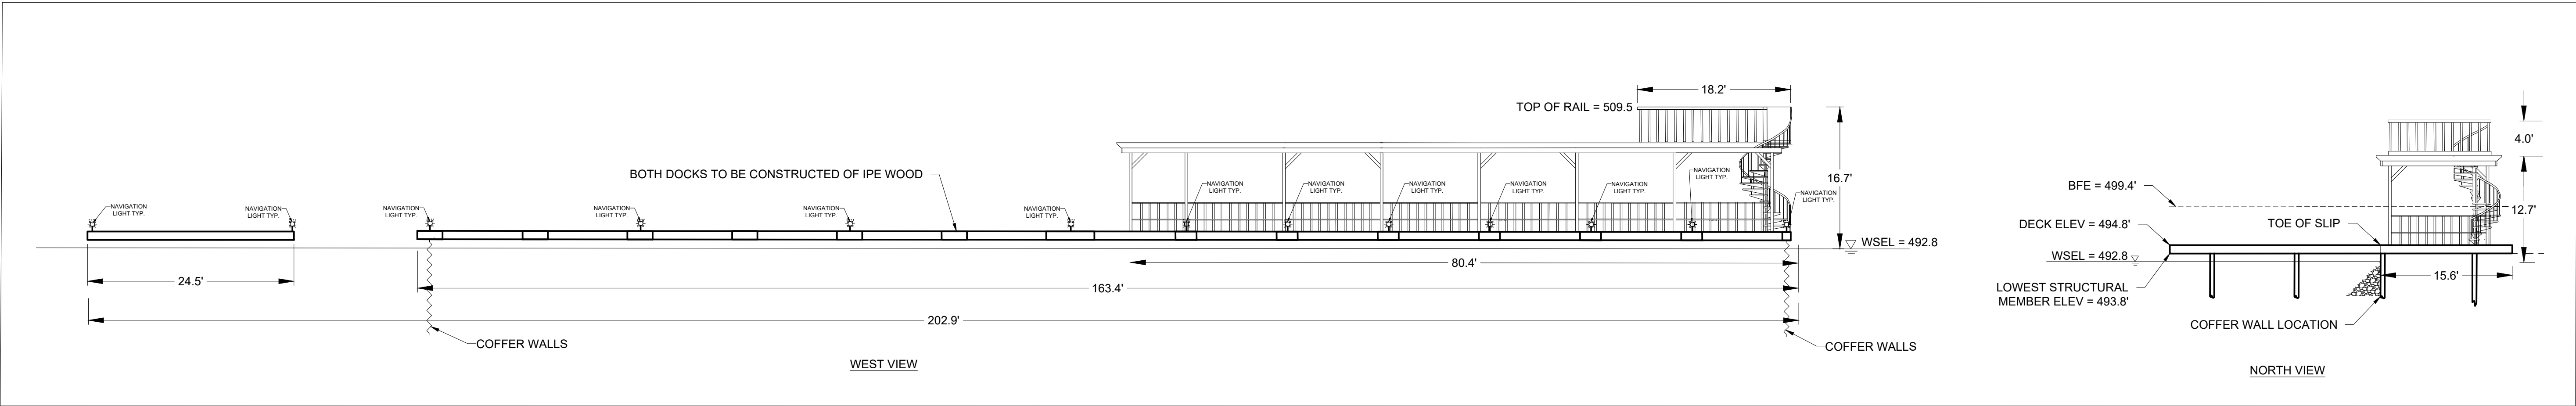 18.2'
TOP OF RAIL = 509.5
16.7'
BOTH DOCKS TO BE CONSTRUCTED OF IPE WOOD
NAVIGATION
LIGHT TYP.
NAVIGATION
LIGHT TYP.
NAVIGATION
LIGHT TYP.
NAVIGATION
LIGHT TYP.
NAVIGATION
LIGHT TYP.
NAVIGATION
LIGHT TYP.
NAVIGATION
LIGHT TYP.
NAVIGATION
LIGHT TYP.
NAVIGATION
LIGHT TYP.
NAVIGATION
LIGHT TYP.
NAVIGATION
LIGHT TYP.
NAVIGATION
LIGHT TYP.
NAVIGATION
LIGHT TYP.
WSEL = 492.8
80.4'
24.5'
163.4'
202.9'
COFFER WALLS
COFFER WALLS
WEST VIEW
4.0'
BFE = 499.4'
12.7'
DECK ELEV = 494.8'
TOE OF SLIP
WSEL = 492.8
15.6'
LOWEST STRUCTURAL
MEMBER ELEV = 493.8'
COFFER WALL LOCATION
NORTH VIEW